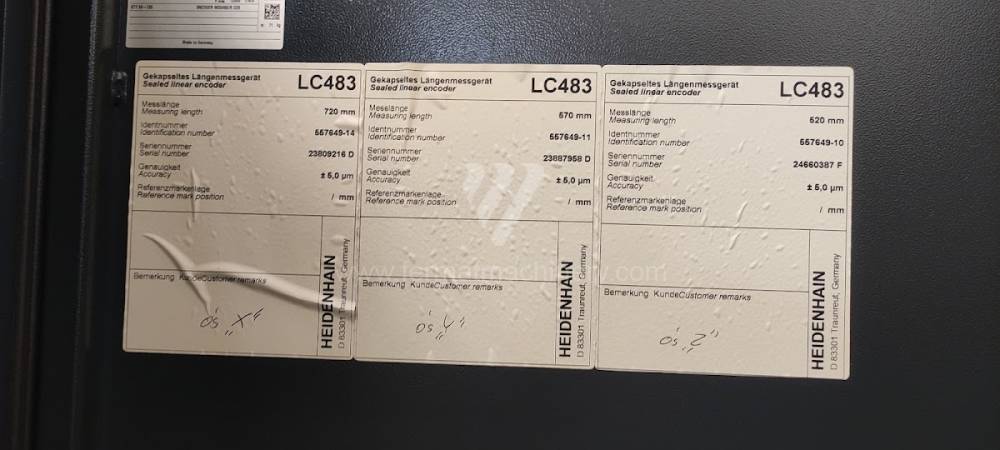 Made in Germany
Gekapseltes Längenmessgerät
Sealed linear encoder
LC483
Messlänge
Measuring length
720 mm
Identnummer
Identification number
557649-14
Seriennummer
Serial number
23809216 D
Genauigkeit
Accuracy
± 5,0 µm
Referenzmarkenlage
Reference mark position
/ mm
Bemerkung Kunde Customer remarks
o's „X"
HEIDENHAIN
D 83301 Traunreut, Germany
Gekapseltes Längenmessgerät
Sealed linear encoder
LC483
Messlänge
Measuring length
570 mm
Identnummer
Identification number
557649-11
Seriennummer
Serial number
23887958 D
Genauigkeit
Accuracy
± 5,0 µm
Referenzmarkenlage
Reference mark position
/ mm
Bemerkung Kunde Customer remarks
o's „Y"
HEIDENHAIN
D 83301 Traunreut, Germany
Gekapseltes Längenmessgerät
Sealed linear encoder
LC483
Messlänge
Measuring length
520 mm
Identnummer
Identification number
557649-10
Seriennummer
Serial number
24660387 F
Genauigkeit
Accuracy
± 5,0 µm
Referenzmarkenlage
Reference mark position
/ mm
Bemerkung Kunde Customer remarks
o's „Z"
HEIDENHAIN
D 83301 Traunreut, Germany